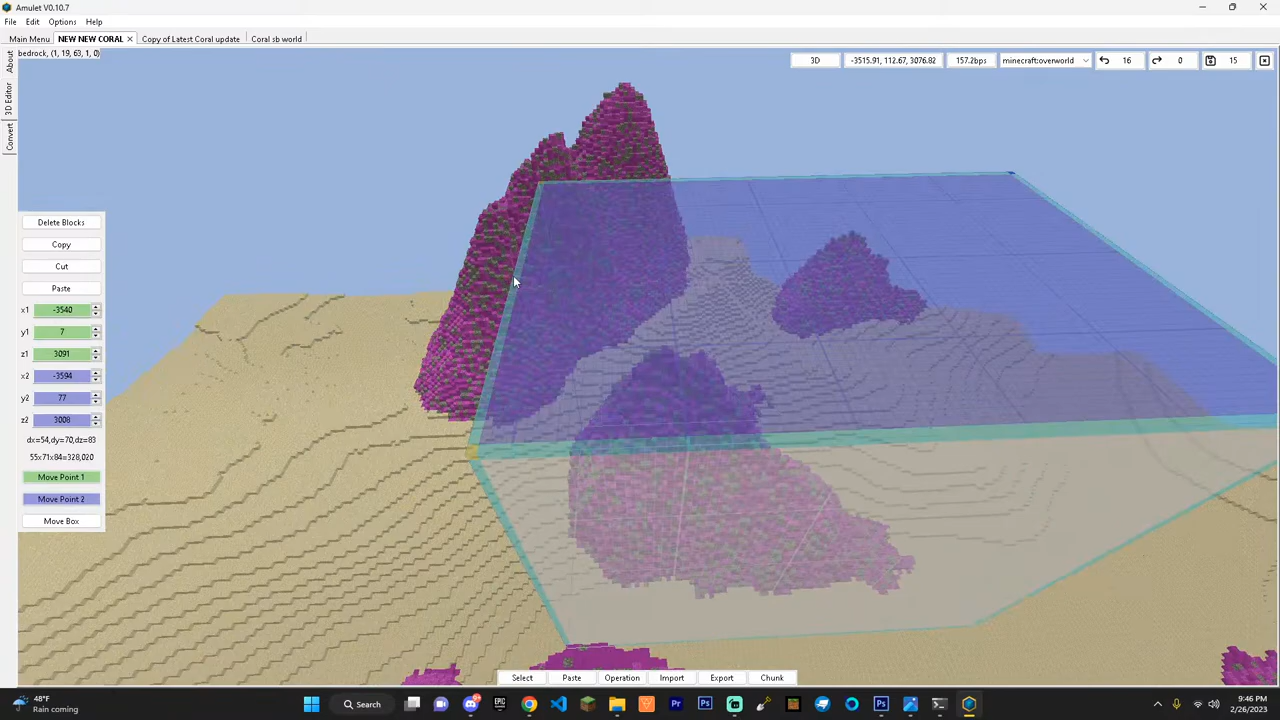 Amulet V0.10.7
File Edit Options Help
Main Menu NEW NEW CORAL Copy of Latest Coral update Coral sb world
bedrock, (1, 19, 63, 1, 0)
3D -3515.91, 112.67, 3076.82 157.2bps minecraft:overworld 16 0 15
About
3D Editor
Convert
Delete Blocks
Copy
Cut
Paste
x1 -3540
y1 7
z1 3091
x2 -3594
y2 77
z2 3008
dx=54,dy=70,dz=83
55x71x84=328,020
Move Point 1
Move Point 2
Move Box
Select Paste Operation Import Export Chunk
48°F
Rain coming
Search
9:46 PM
2/26/2023